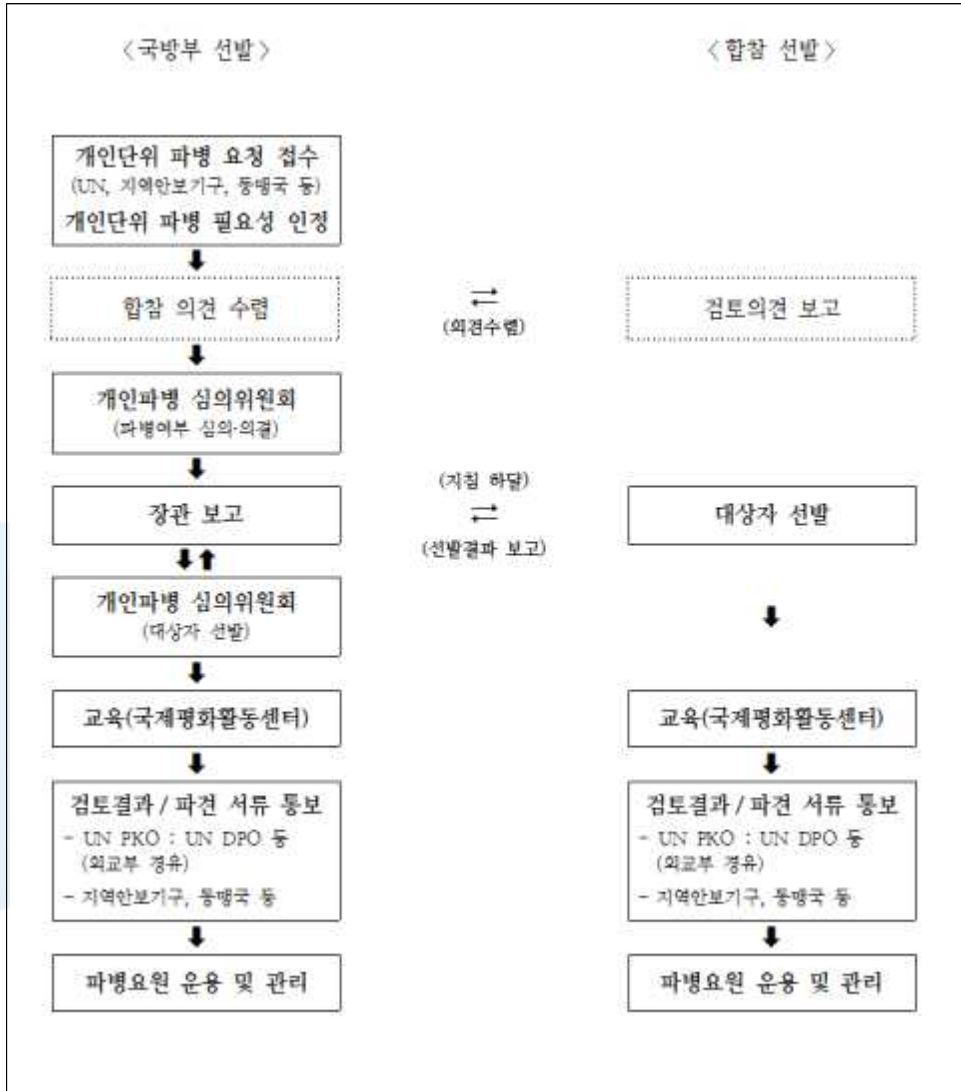 〈국방부 선발〉
〈합참 선발〉
개인단위 파병 요청 접수
(UN, 지역안보기구, 동맹국 등)
개인단위 파병 필요성 인정
합참 의견 수렴
(의견수렴)
검토의견 보고
개인파병 심의위원회
(파병여부 심의·의결)
장관 보고
(지침 하달)
(선발결과 보고)
대상자 선발
개인파병 심의위원회
(대상자 선발)
교육(국제평화활동센터)
교육(국제평화활동센터)
검토결과 / 파견 서류 통보
- UN PKO : UN DPO 등
(외교부 경유)
- 지역안보기구, 동맹국 등
검토결과 / 파견 서류 통보
- UN PKO : UN DPO 등
(외교부 경유)
- 지역안보기구, 동맹국 등
파병요원 운용 및 관리
파병요원 운용 및 관리